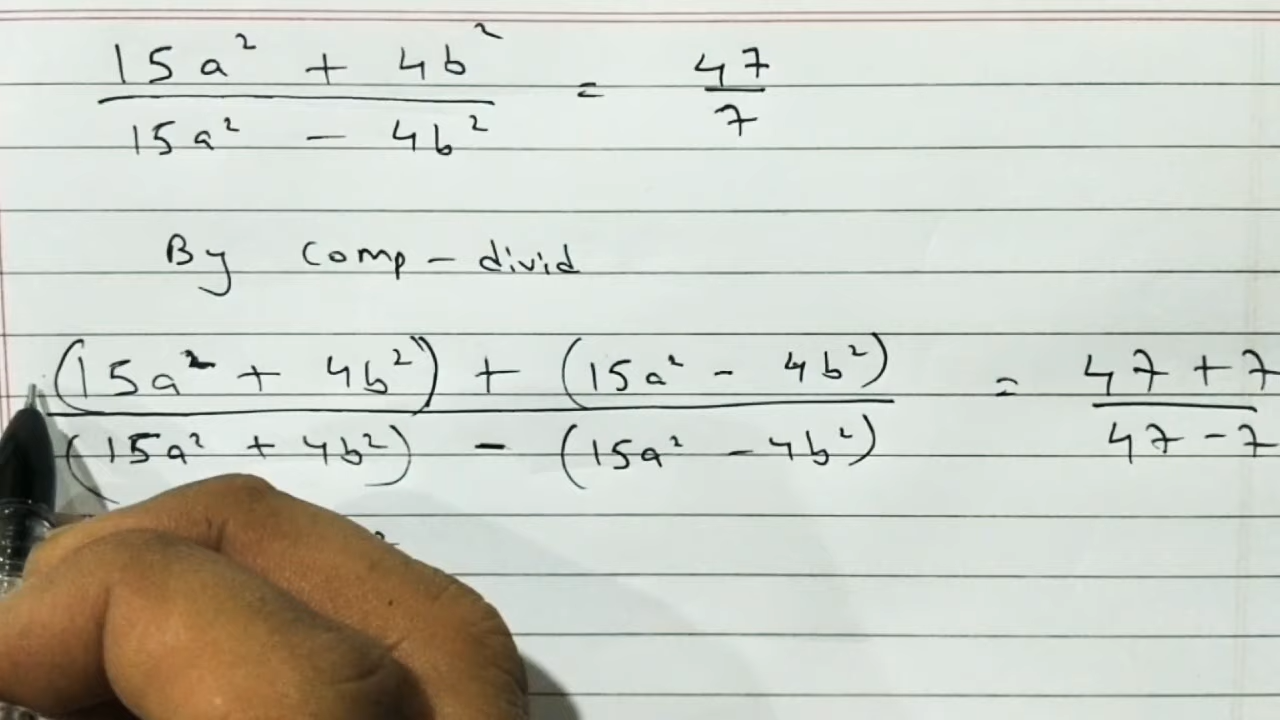 15a² + 4b² = 47
15a² - 4b² 7
By comp - divid
(15a² + 4b²) + (15a² - 4b²) = 47 + 7
(15a² + 4b²) - (15a² - 4b²) 47 - 7